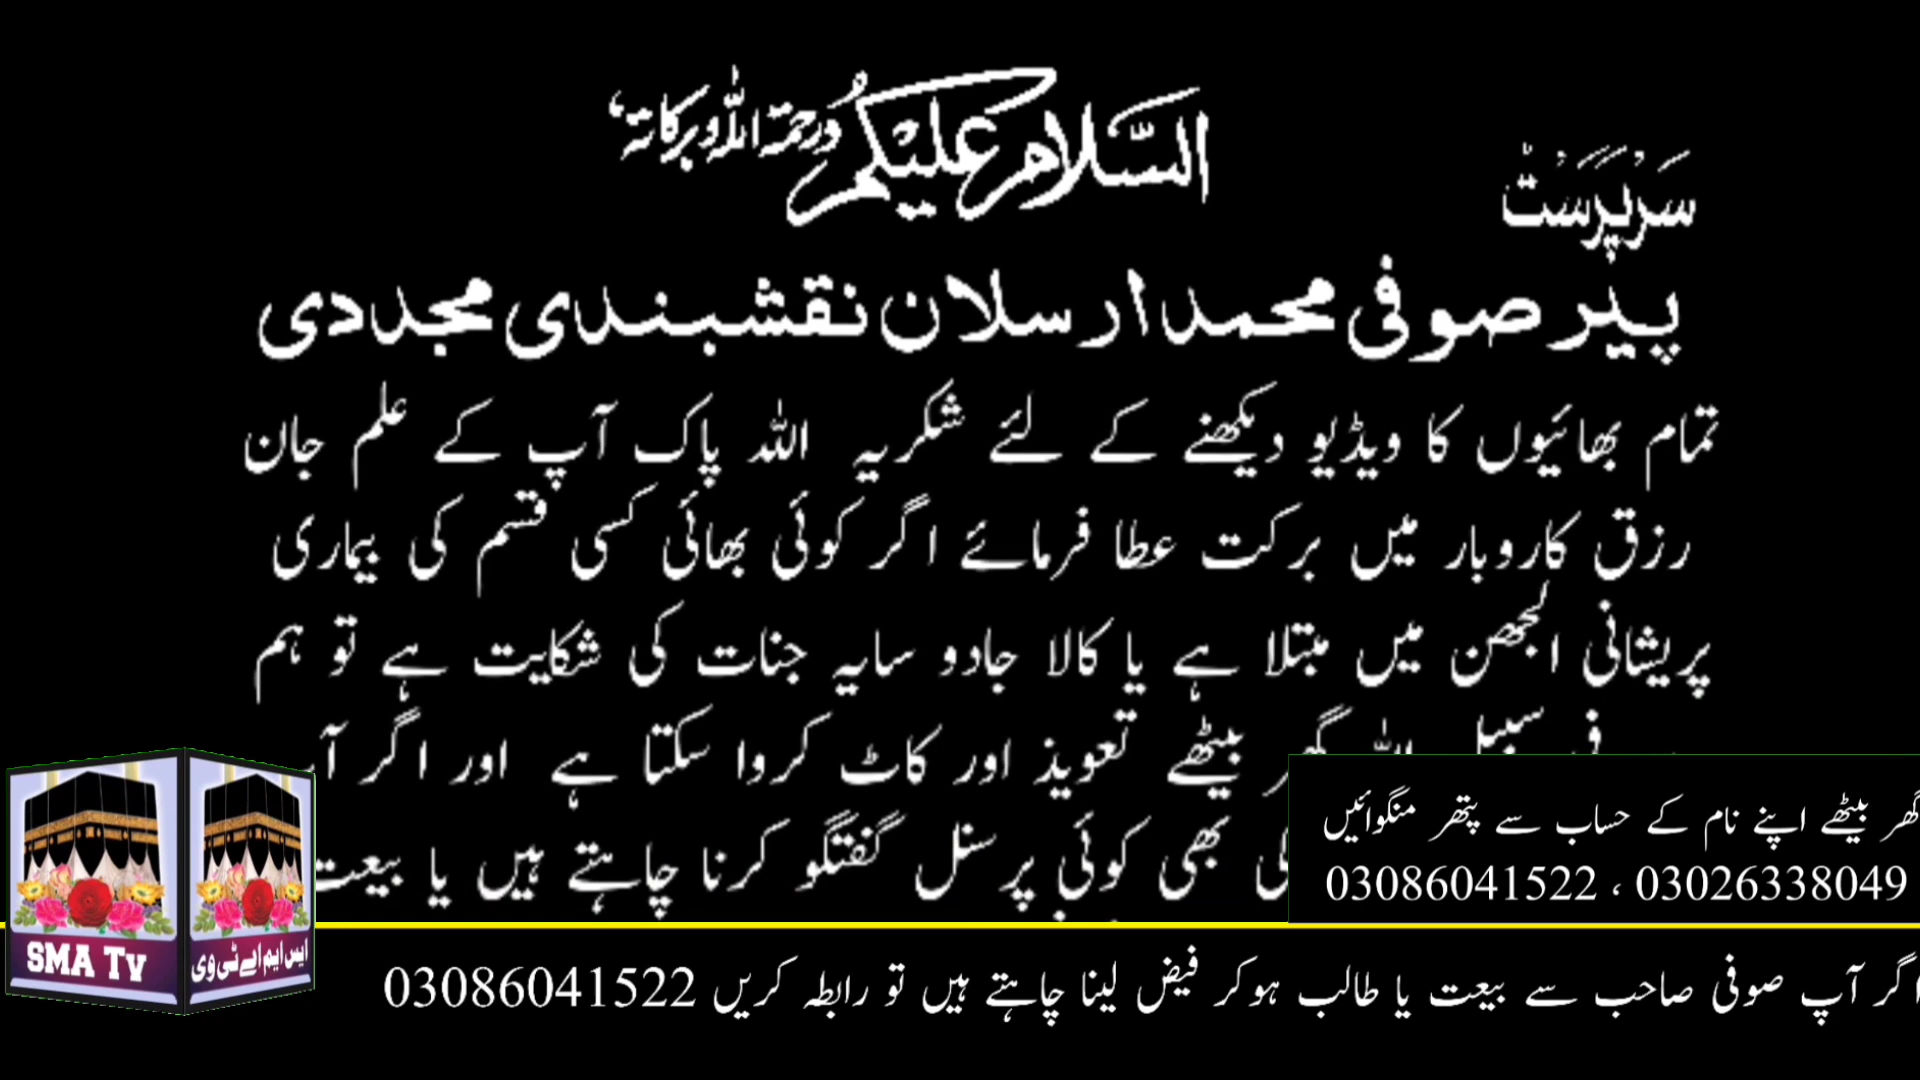 السلام علیکم ورحمۃ اللہ وبرکاتہ
سرپرست
پیر صوفی محمد ارسلان نقشبندی مجددی
تمام بھائیوں کا ویڈیو دیکھنے کے لئے شکریہ اللہ پاک آپ کے علم جان
رزق کاروبار میں برکت عطا فرمائے اگر کوئی بھائی کسی قسم کی بیماری
پریشانی الجھن میں مبتلا ہے یا کالا جادو سایہ جنات کی شکایت ہے تو ہم
فی سبیل اللہ گھر بیٹھے تعویذ اور کاٹ کروا سکتا ہے اور اگر
بھی کوئی پرسنل گفتگو کرنا چاہتے ہیں یا بیعت
گھر بیٹھے اپنے نام کے حساب سے پتھر منگوائیں
03086041522 ، 03026338049
SMA Tv
ایس ایم اے ٹی وی
اگر آپ صوفی صاحب سے بیعت یا طالب ہوکر فیض لینا چاہتے ہیں تو رابطہ کریں 03086041522